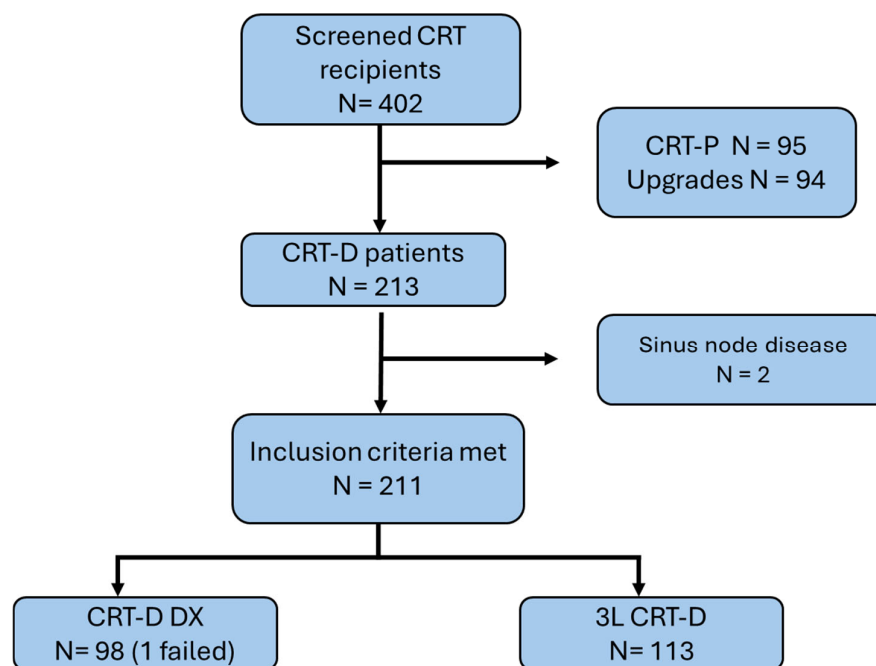 Screened CRT
recipients
N= 402
CRT-P N = 95
Upgrades N = 94
CRT-D patients
N = 213
Sinus node disease
N = 2
Inclusion criteria met
N = 211
CRT-D DX
N= 98 (1 failed)
3L CRT-D
N= 113